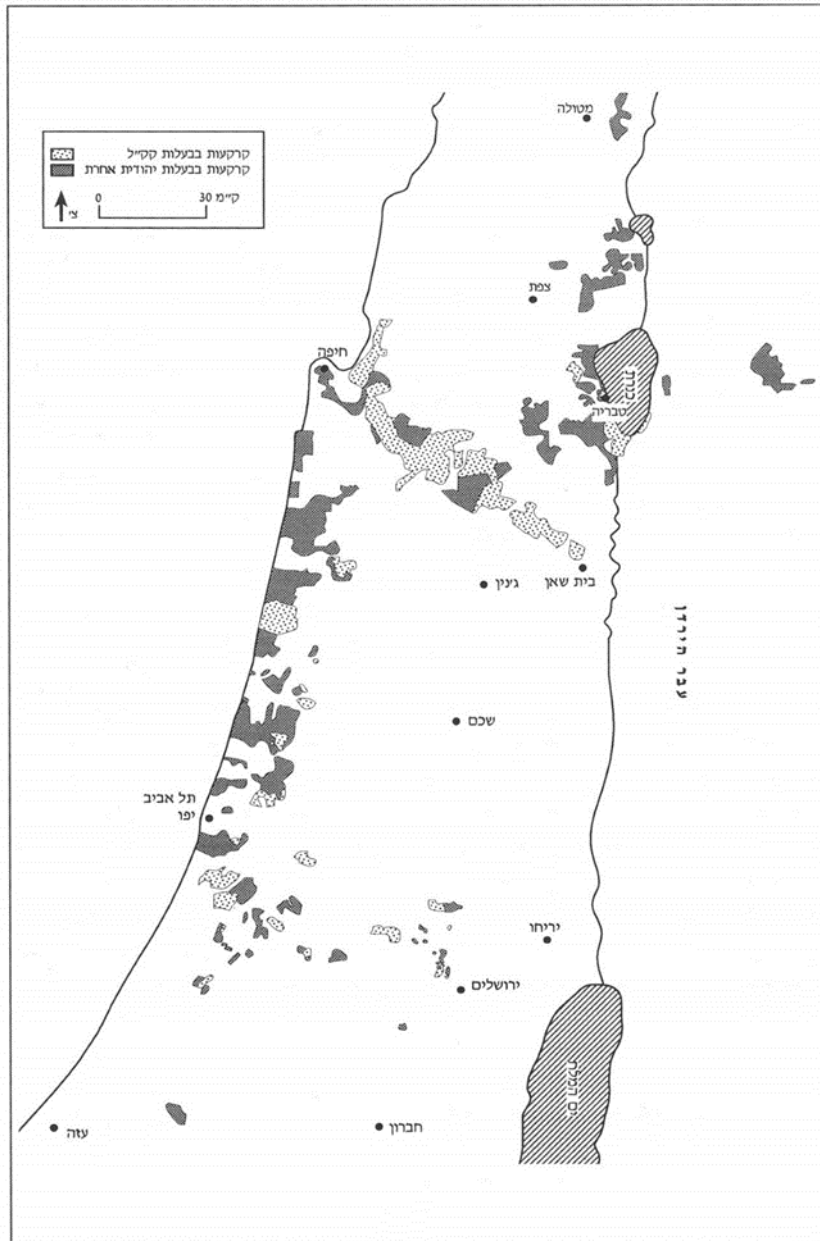 קרקעות בבעלות קק״ל
קרקעות בבעלות יהודית אחרת
צ׳
0
30 ק״מ
מטולה
צפת
חיפה
כנרת
טבריה
בית שאן
ג׳נין
עבר הירדן
שכם
תל אביב
יפו
יריחו
ירושלים
ים המלח
חברון
עזה